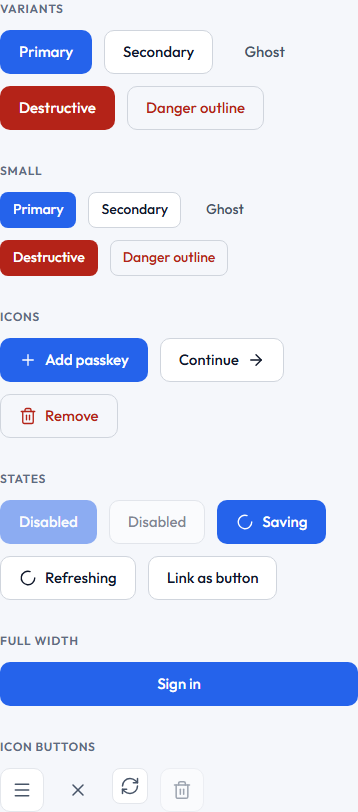 VARIANTS
Primary Secondary Ghost
Destructive Danger outline
SMALL
Primary Secondary Ghost
Destructive Danger outline
ICONS
Add passkey Continue
Remove
STATES
Disabled Disabled Saving
Refreshing Link as button
FULL WIDTH
Sign in
ICON BUTTONS